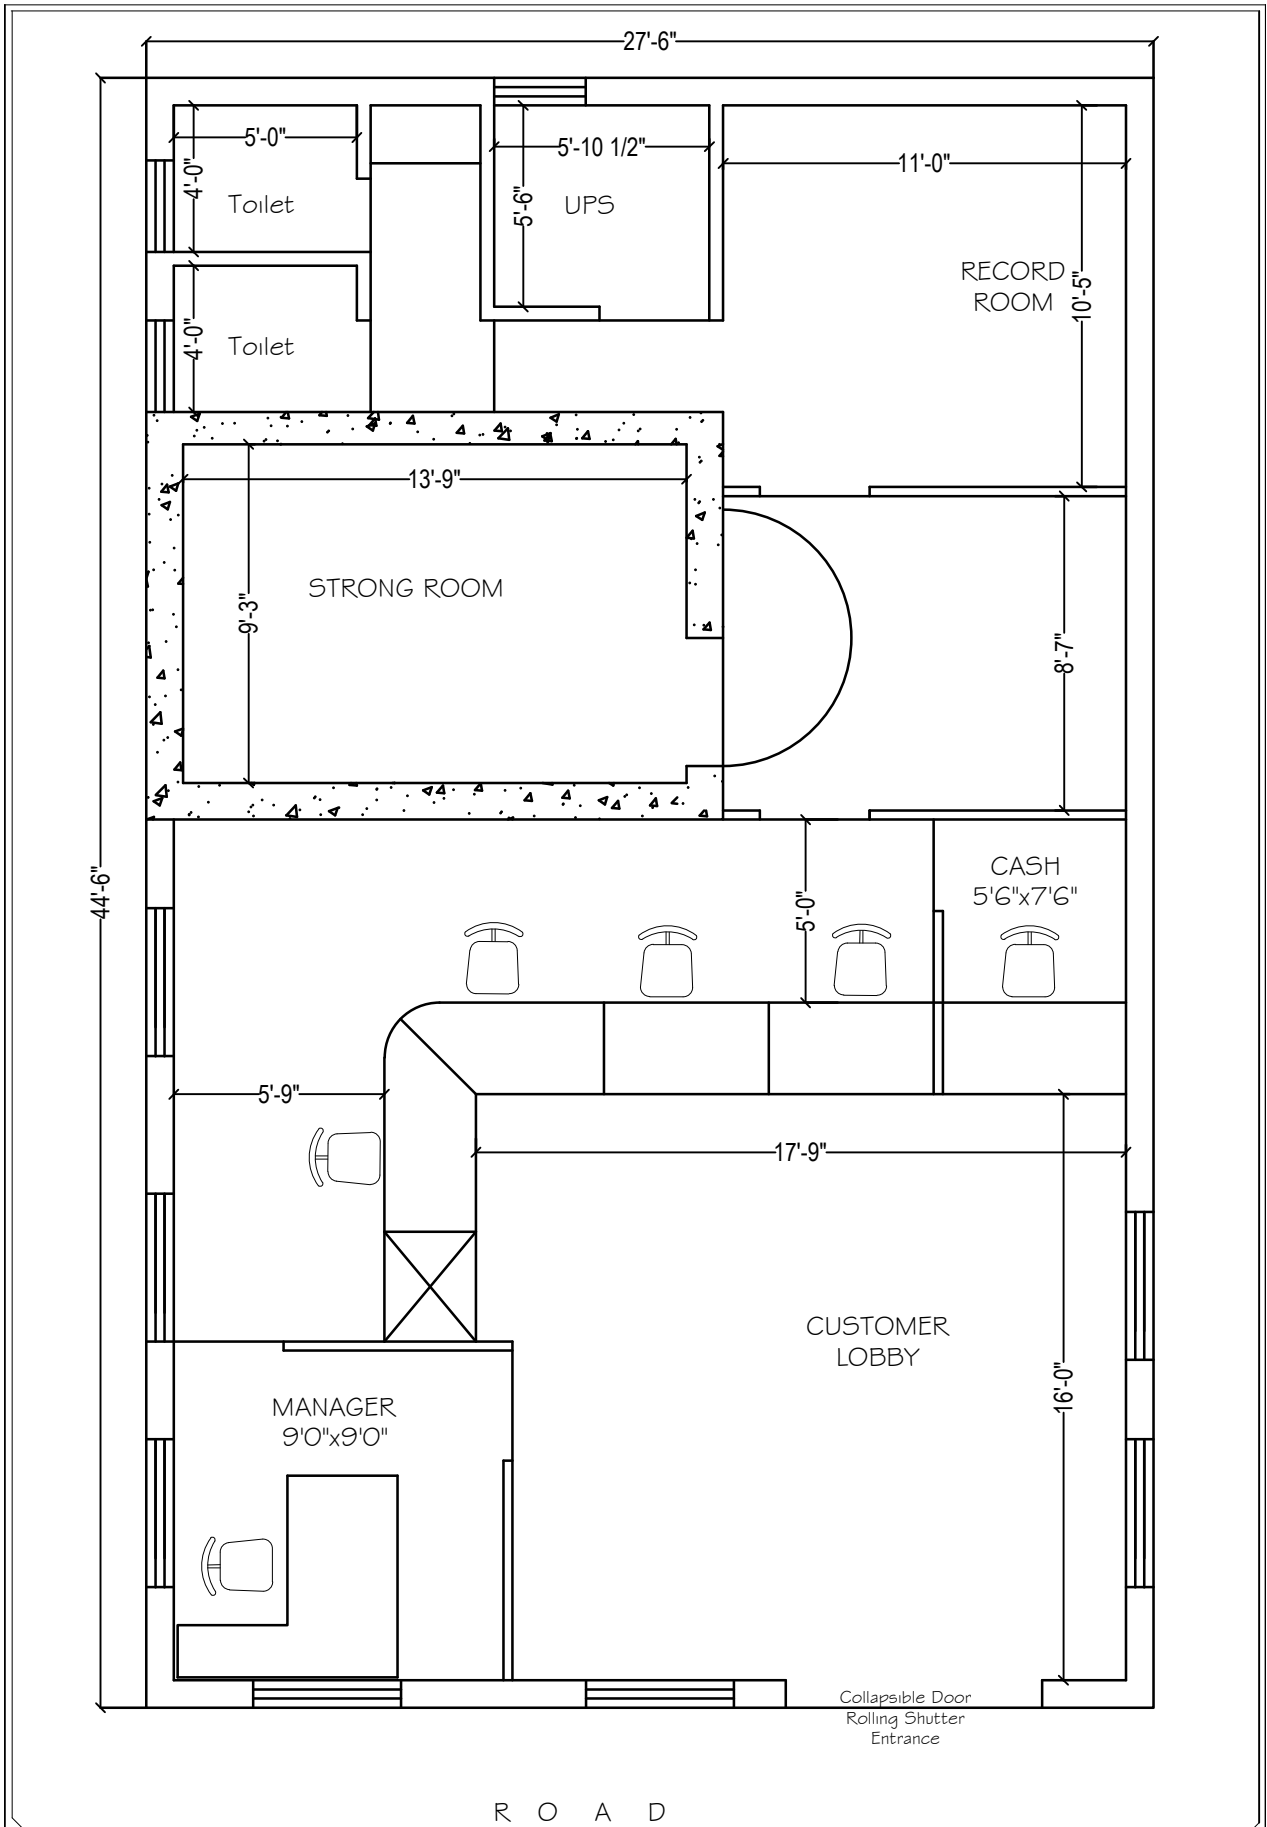 27'-6"
5'-0"
5'-10 1/2"
11'-0"
4'-0"
Toilet
5'-6"
UPS
RECORD
ROOM
10'-5"
4'-0"
Toilet
13'-9"
STRONG ROOM
9'-3"
8'-7"
44'-6"
5'-0"
CASH
5'6"x7'6"
5'-9"
17'-9"
CUSTOMER
LOBBY
16'-0"
MANAGER
9'0"x9'0"
Collapsible Door
Rolling Shutter
Entrance
R O A D